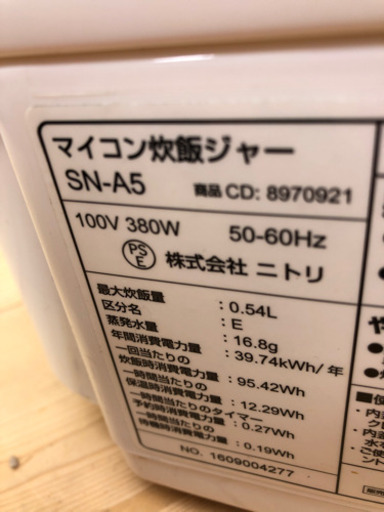 マイコン炊飯ジャー
SN-A5 商品 CD: 8970921
100V 380W 50-60Hz
PS E 株式会社 ニトリ
最大炊飯量 : 0.54L
区分名 : E
蒸発水量 : 16.8g
年間消費電力量 : 39.74kWh/年
一回当たりの
炊飯時消費電力量 : 95.42Wh
一時間当たりの
保温時消費電力量 : 12.29Wh
一時間当たりのタイマー
予約時消費電力量 : 0.27Wh
一時間当たりの
待機時消費電力量 : 0.19Wh
NO. 1609004277